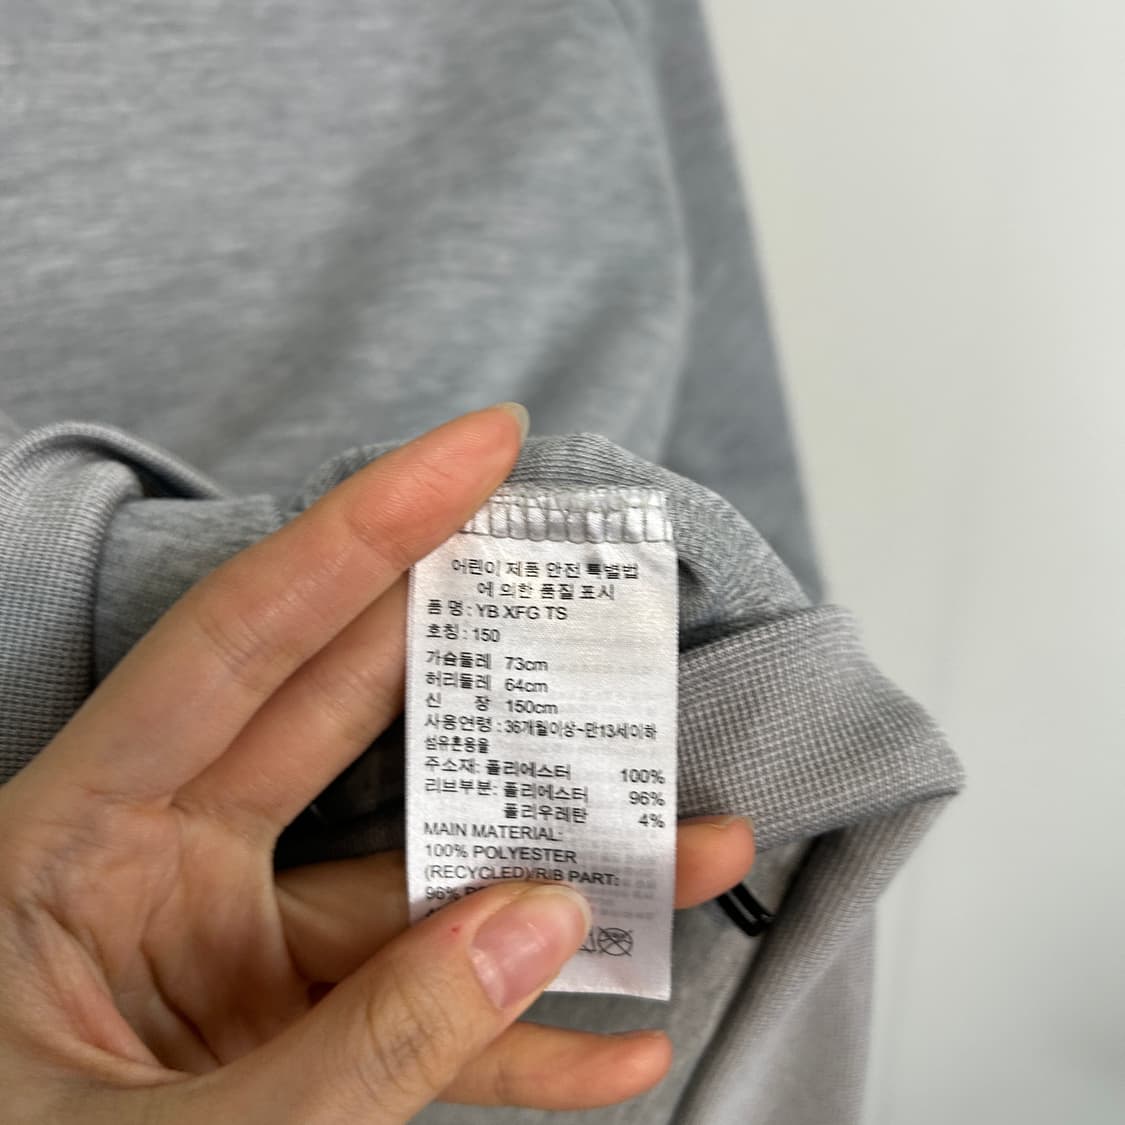 어린이 제품 안전 특별법
에 의한 품질 표시
품 명 : YB XFG TS
호칭 : 150
가슴둘레 73cm
허리둘레 64cm
신 장 150cm
사용연령 : 36개월이상~만13세이하
섬유혼용율
주소재: 폴리에스터 100%
리브부분: 폴리에스터 96%
폴리우레탄 4%
MAIN MATERIAL:
100% POLYESTER
(RECYCLED)/RIB PART:
96%